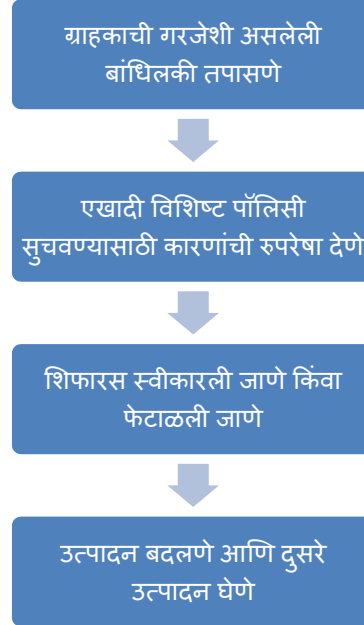 ग्राहकाची गरजेशी असलेली
बांधिलकी तपासणे
एखादी विशिष्ट पॉलिसी
सुचवण्यासाठी कारणांची रुपरेषा देणे
शिफारस स्वीकारली जाणे किंवा
फेटाळली जाणे
उत्पादन बदलणे आणि दुसरे
उत्पादन घेणे